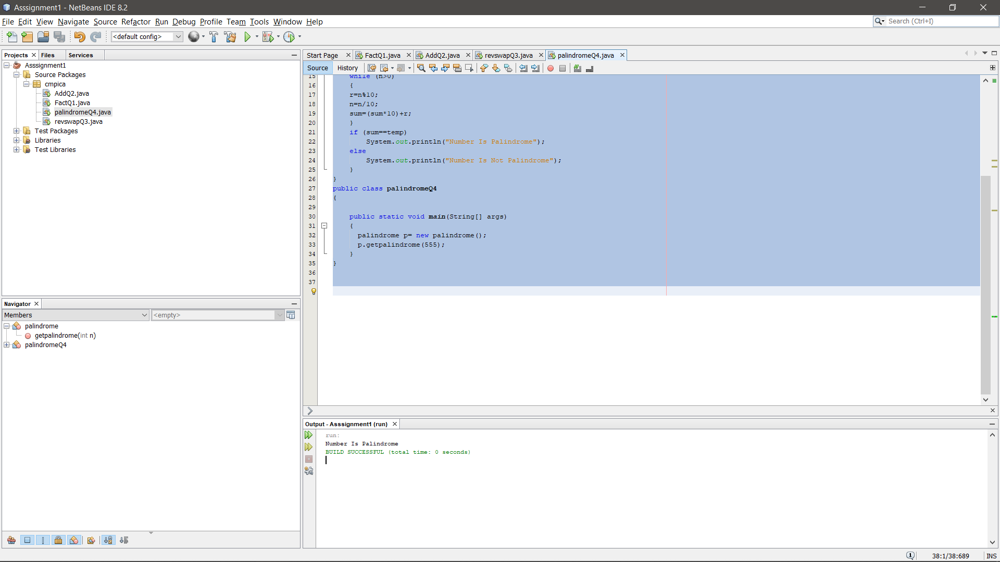 Asssignment1 - NetBeans IDE 8.2
File Edit View Navigate Source Refactor Run Debug Profile Team Tools Window Help
Search (Ctrl+I)
<default config>
Projects Files Services
Asssignment1
Source Packages
cmpica
AddQ2.java
FactQ1.java
palindromeQ4.java
revswapQ3.java
Test Packages
Libraries
Test Libraries
Navigator
Members
<empty>
palindrome
getpalindrome(int n)
palindromeQ4
Start Page FactQ1.java AddQ2.java revswapQ3.java palindromeQ4.java
Source History
15 while (n>0)
16 {
17 r=n%10;
18 n=n/10;
19 sum=(sum*10)+r;
20 }
21 if (sum==temp)
22 System.out.println("Number Is Palindrome");
23 else
24 System.out.println("Number Is Not Palindrome");
25 }
26 }
27 public class palindromeQ4
28 {
29
30 public static void main(String[] args)
31 {
32 palindrome p= new palindrome();
33 p.getpalindrome(555);
34 }
35 }
36
37
Output - Asssignment1 (run)
run:
Number Is Palindrome
BUILD SUCCESSFUL (total time: 0 seconds)
38:1/38:689 INS